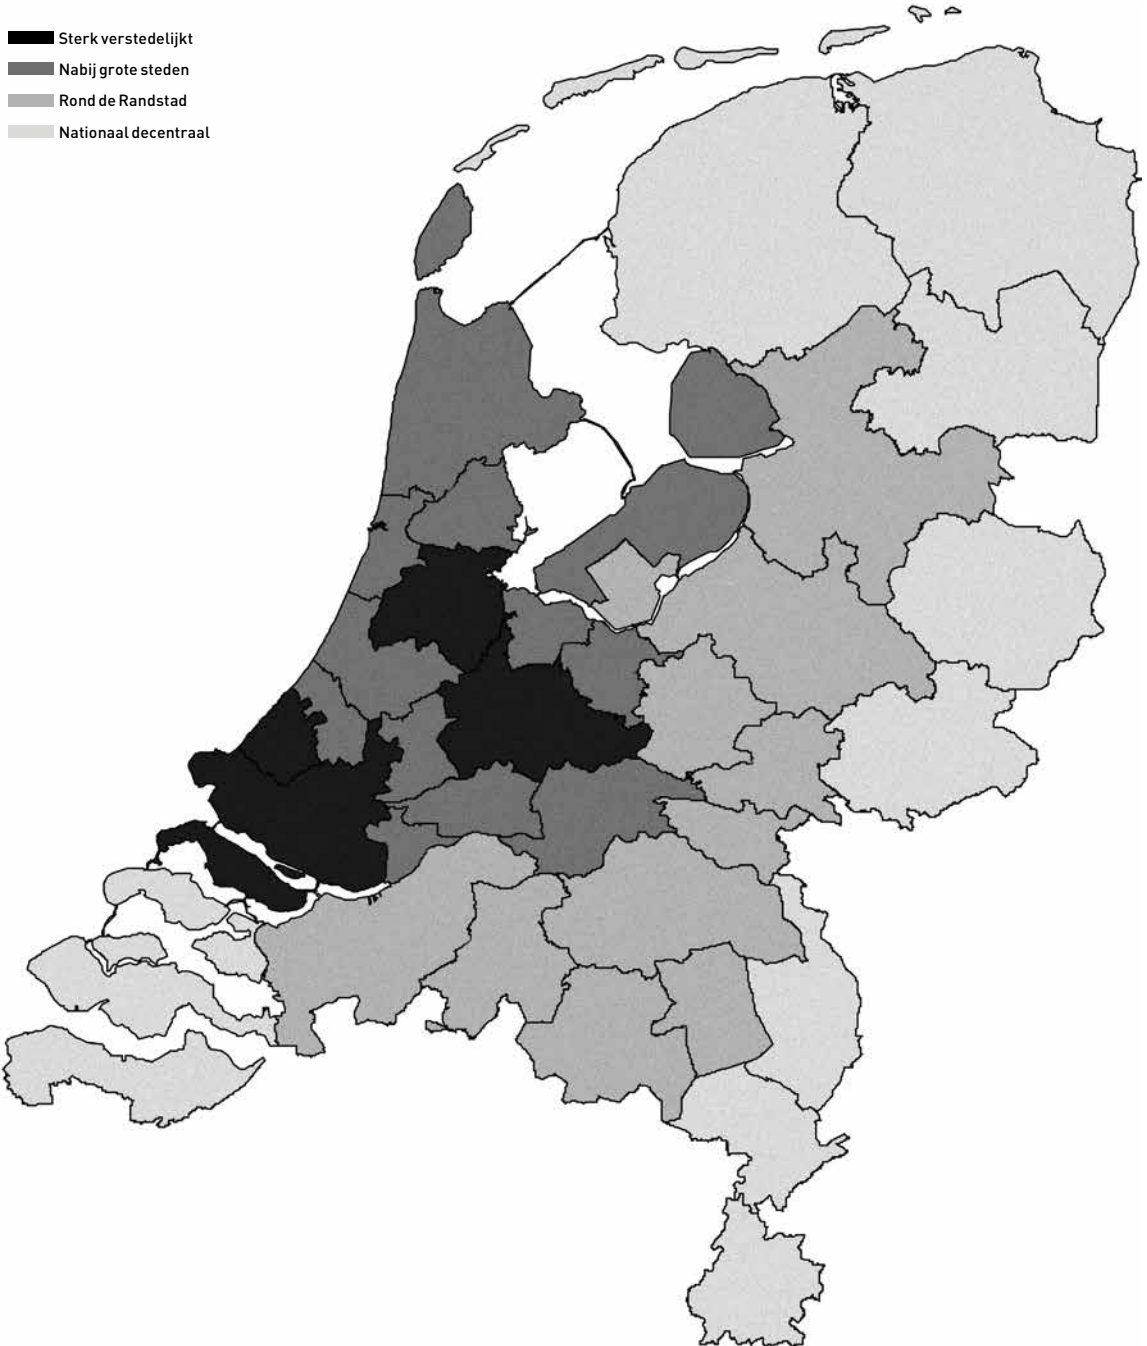 Sterk verstedelijkt
Nabij grote steden
Rond de Randstad
Nationaal decentraal